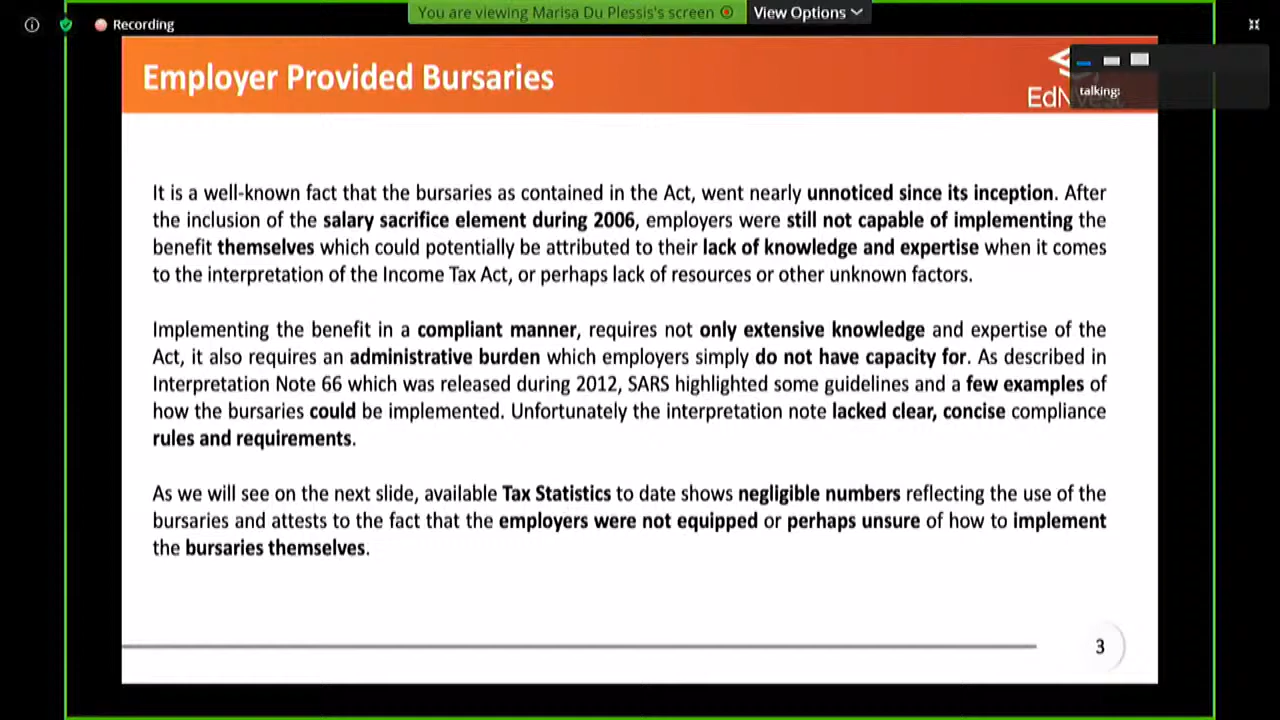 You are viewing Marisa Du Plessis's screen
View Options
Recording
Employer Provided Bursaries
talking:
It is a well-known fact that the bursaries as contained in the Act, went nearly unnoticed since its inception. After
the inclusion of the salary sacrifice element during 2006, employers were still not capable of implementing the
benefit themselves which could potentially be attributed to their lack of knowledge and expertise when it comes
to the interpretation of the Income Tax Act, or perhaps lack of resources or other unknown factors.
Implementing the benefit in a compliant manner, requires not only extensive knowledge and expertise of the
Act, it also requires an administrative burden which employers simply do not have capacity for. As described in
Interpretation Note 66 which was released during 2012, SARS highlighted some guidelines and a few examples of
how the bursaries could be implemented. Unfortunately the interpretation note lacked clear, concise compliance
rules and requirements.
As we will see on the next slide, available Tax Statistics to date shows negligible numbers reflecting the use of the
bursaries and attests to the fact that the employers were not equipped or perhaps unsure of how to implement
the bursaries themselves.
3